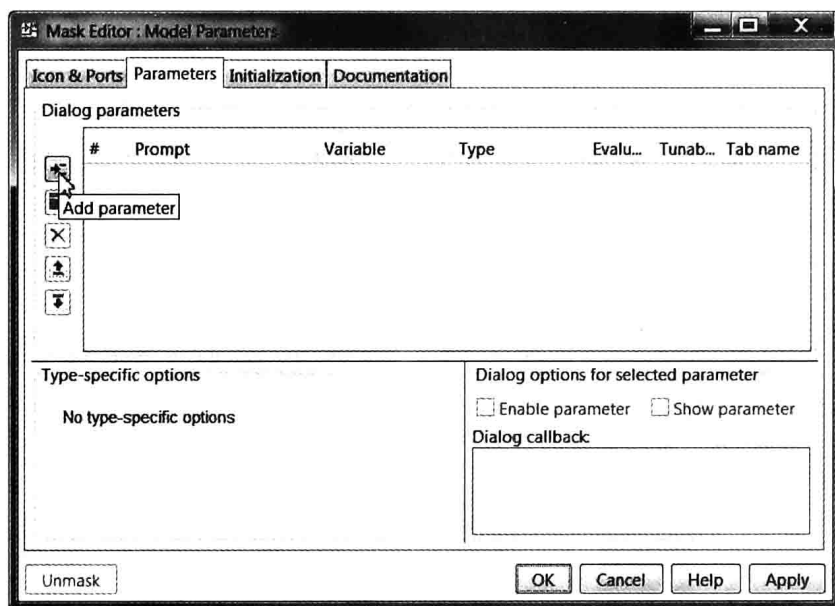 Mask Editor : Model Parameters
Icon & Ports Parameters Initialization Documentation
Dialog parameters
# Prompt Variable Type Evalu... Tunab... Tab name
Add parameter
Type-specific options
No type-specific options
Dialog options for selected parameter
Enable parameter Show parameter
Dialog callback:
Unmask OK Cancel Help Apply